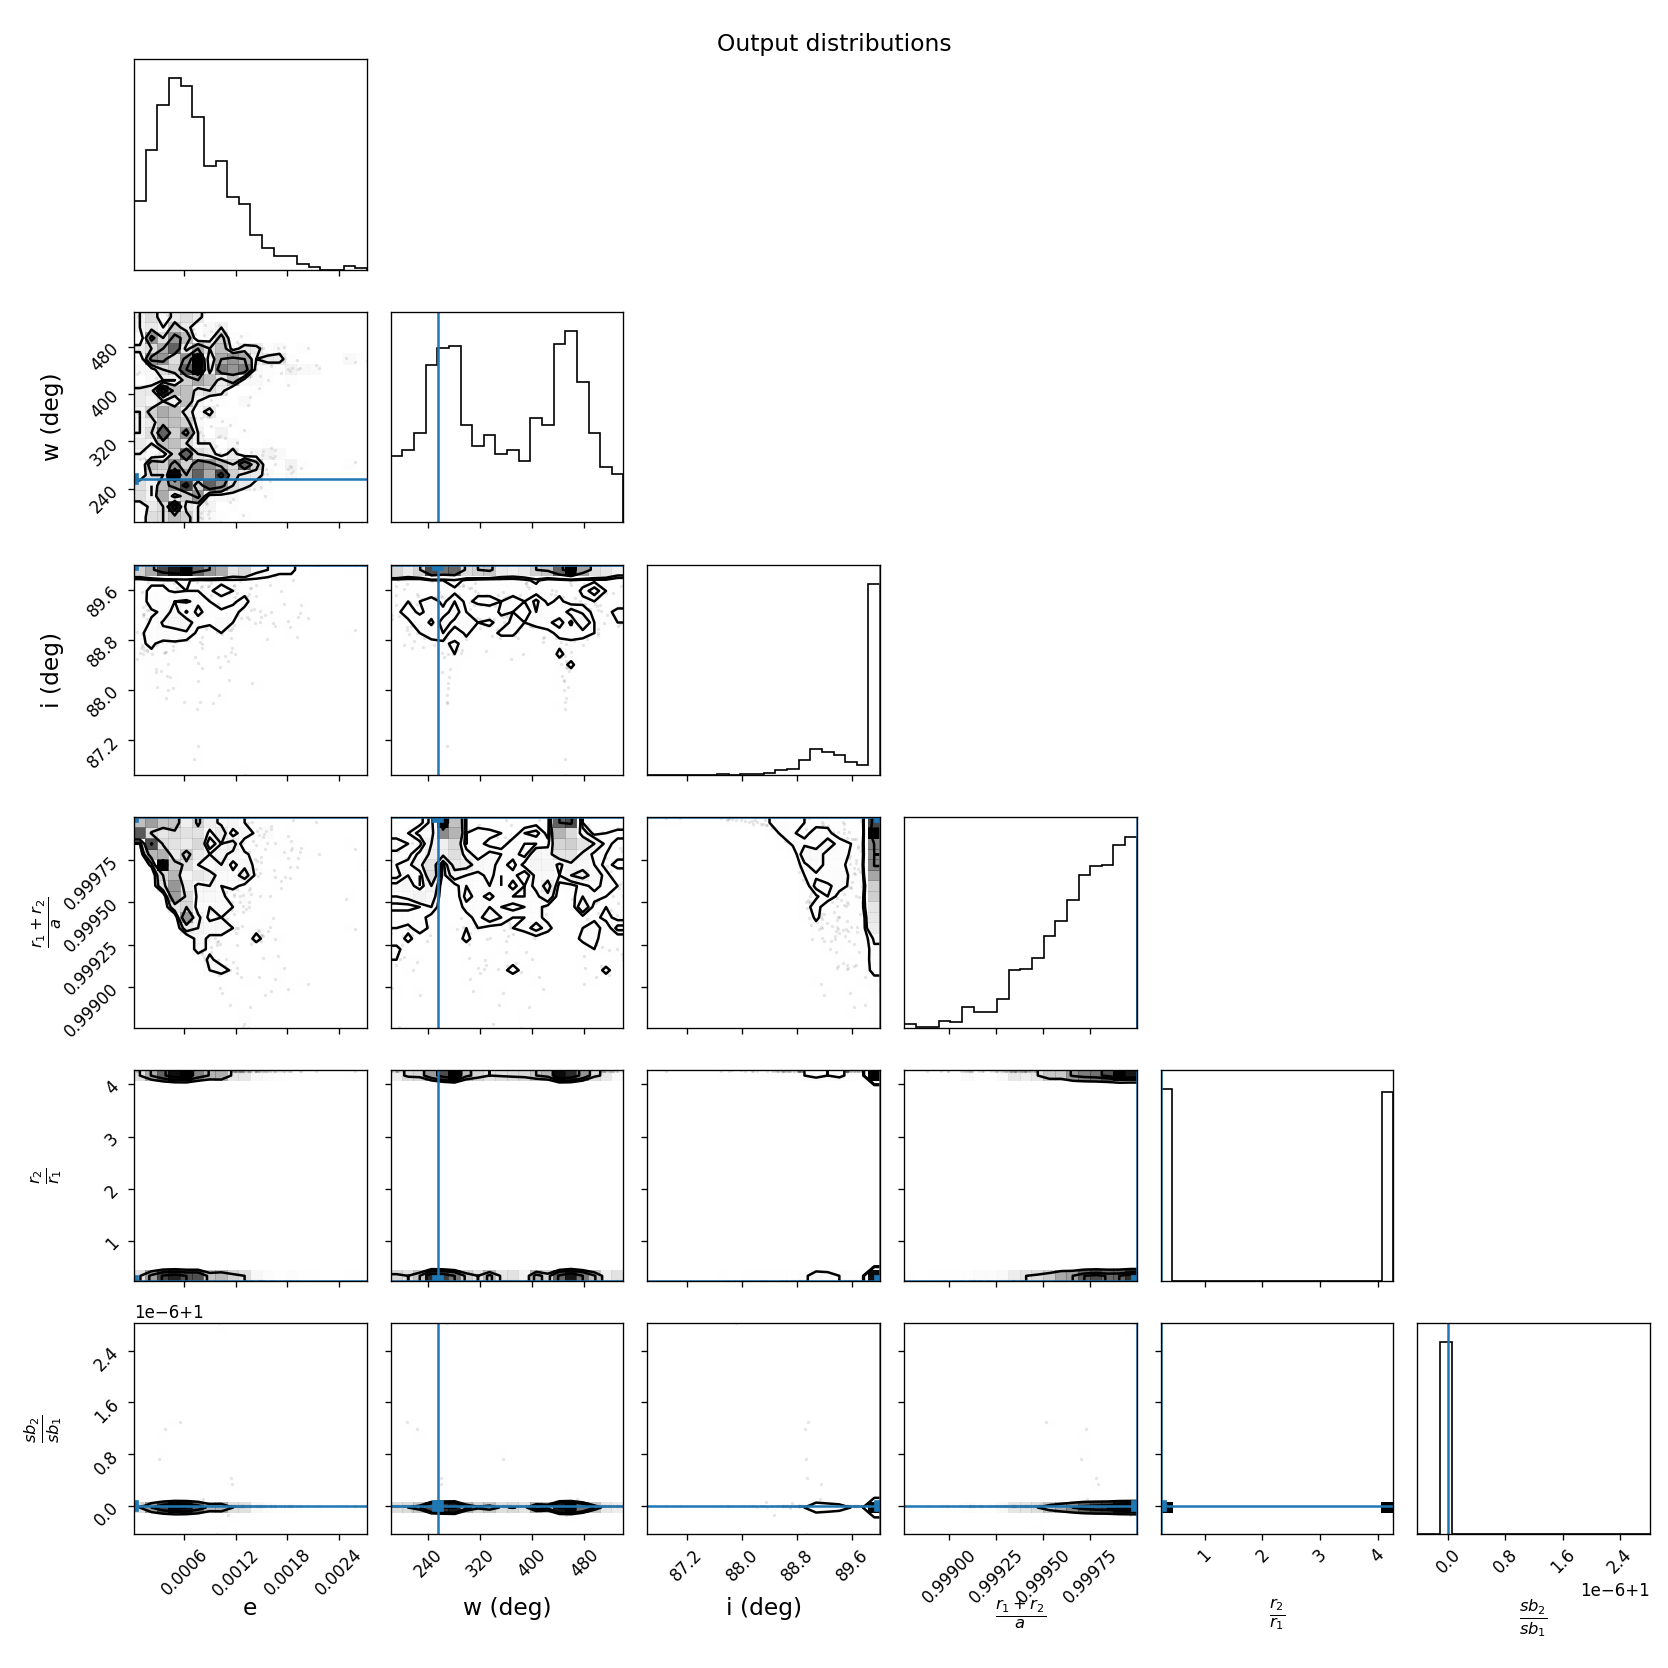 Output distributions
w (deg)
480
400
320
240
i (deg)
89.6
88.8
88.0
87.2
r₁ + r₂
a
0.99975
0.99950
0.99925
0.99900
r₂
r₁
4
3
2
1
1e−6+1
sb₂
sb₁
2.4
1.6
0.8
0.0
0.0006 0.0012 0.0018 0.0024
240 320 400 480
87.2 88.0 88.8 89.6
0.99900 0.99925 0.99950 0.99975
1 2 3 4
0.0 0.8 1.6 2.4
1e−6+1
e
w (deg)
i (deg)
r₁ + r₂
a
r₂
r₁
sb₂
sb₁